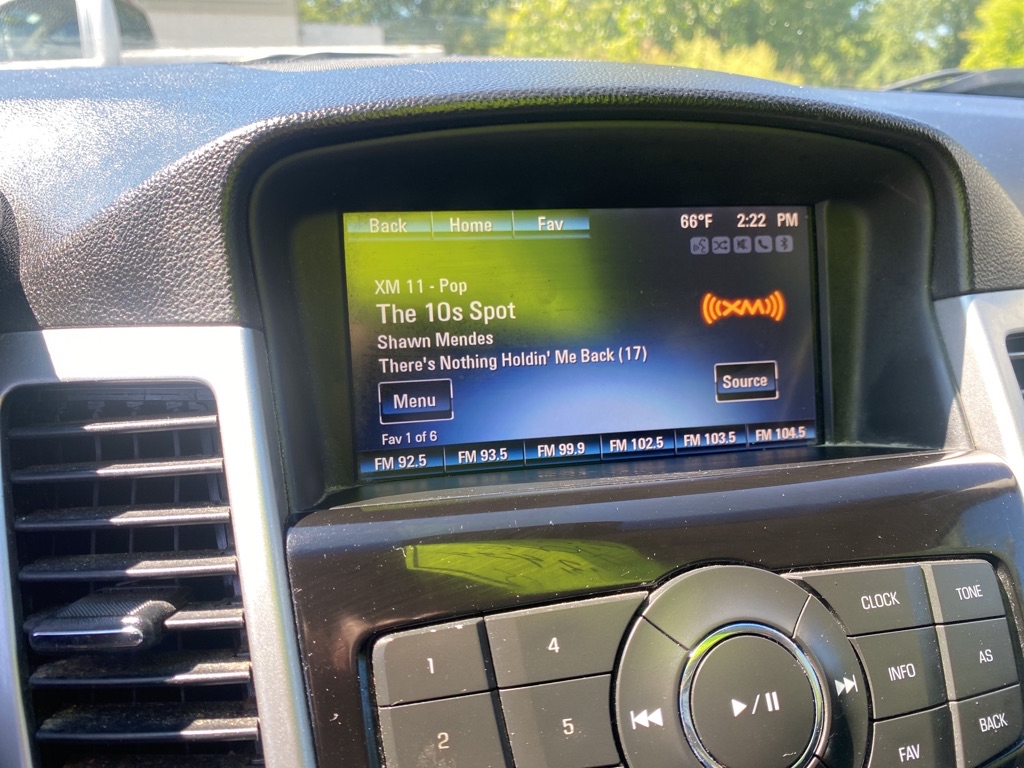 Back Home Fav 66°F 2:22 PM
XM 11 - Pop
The 10s Spot
((XM))
Shawn Mendes
There's Nothing Holdin' Me Back (17)
Menu Source
Fav 1 of 6
FM 92.5 FM 93.5 FM 99.9 FM 102.5 FM 103.5 FM 104.5
1 4 CLOCK TONE
2 5 INFO AS
FAV BACK